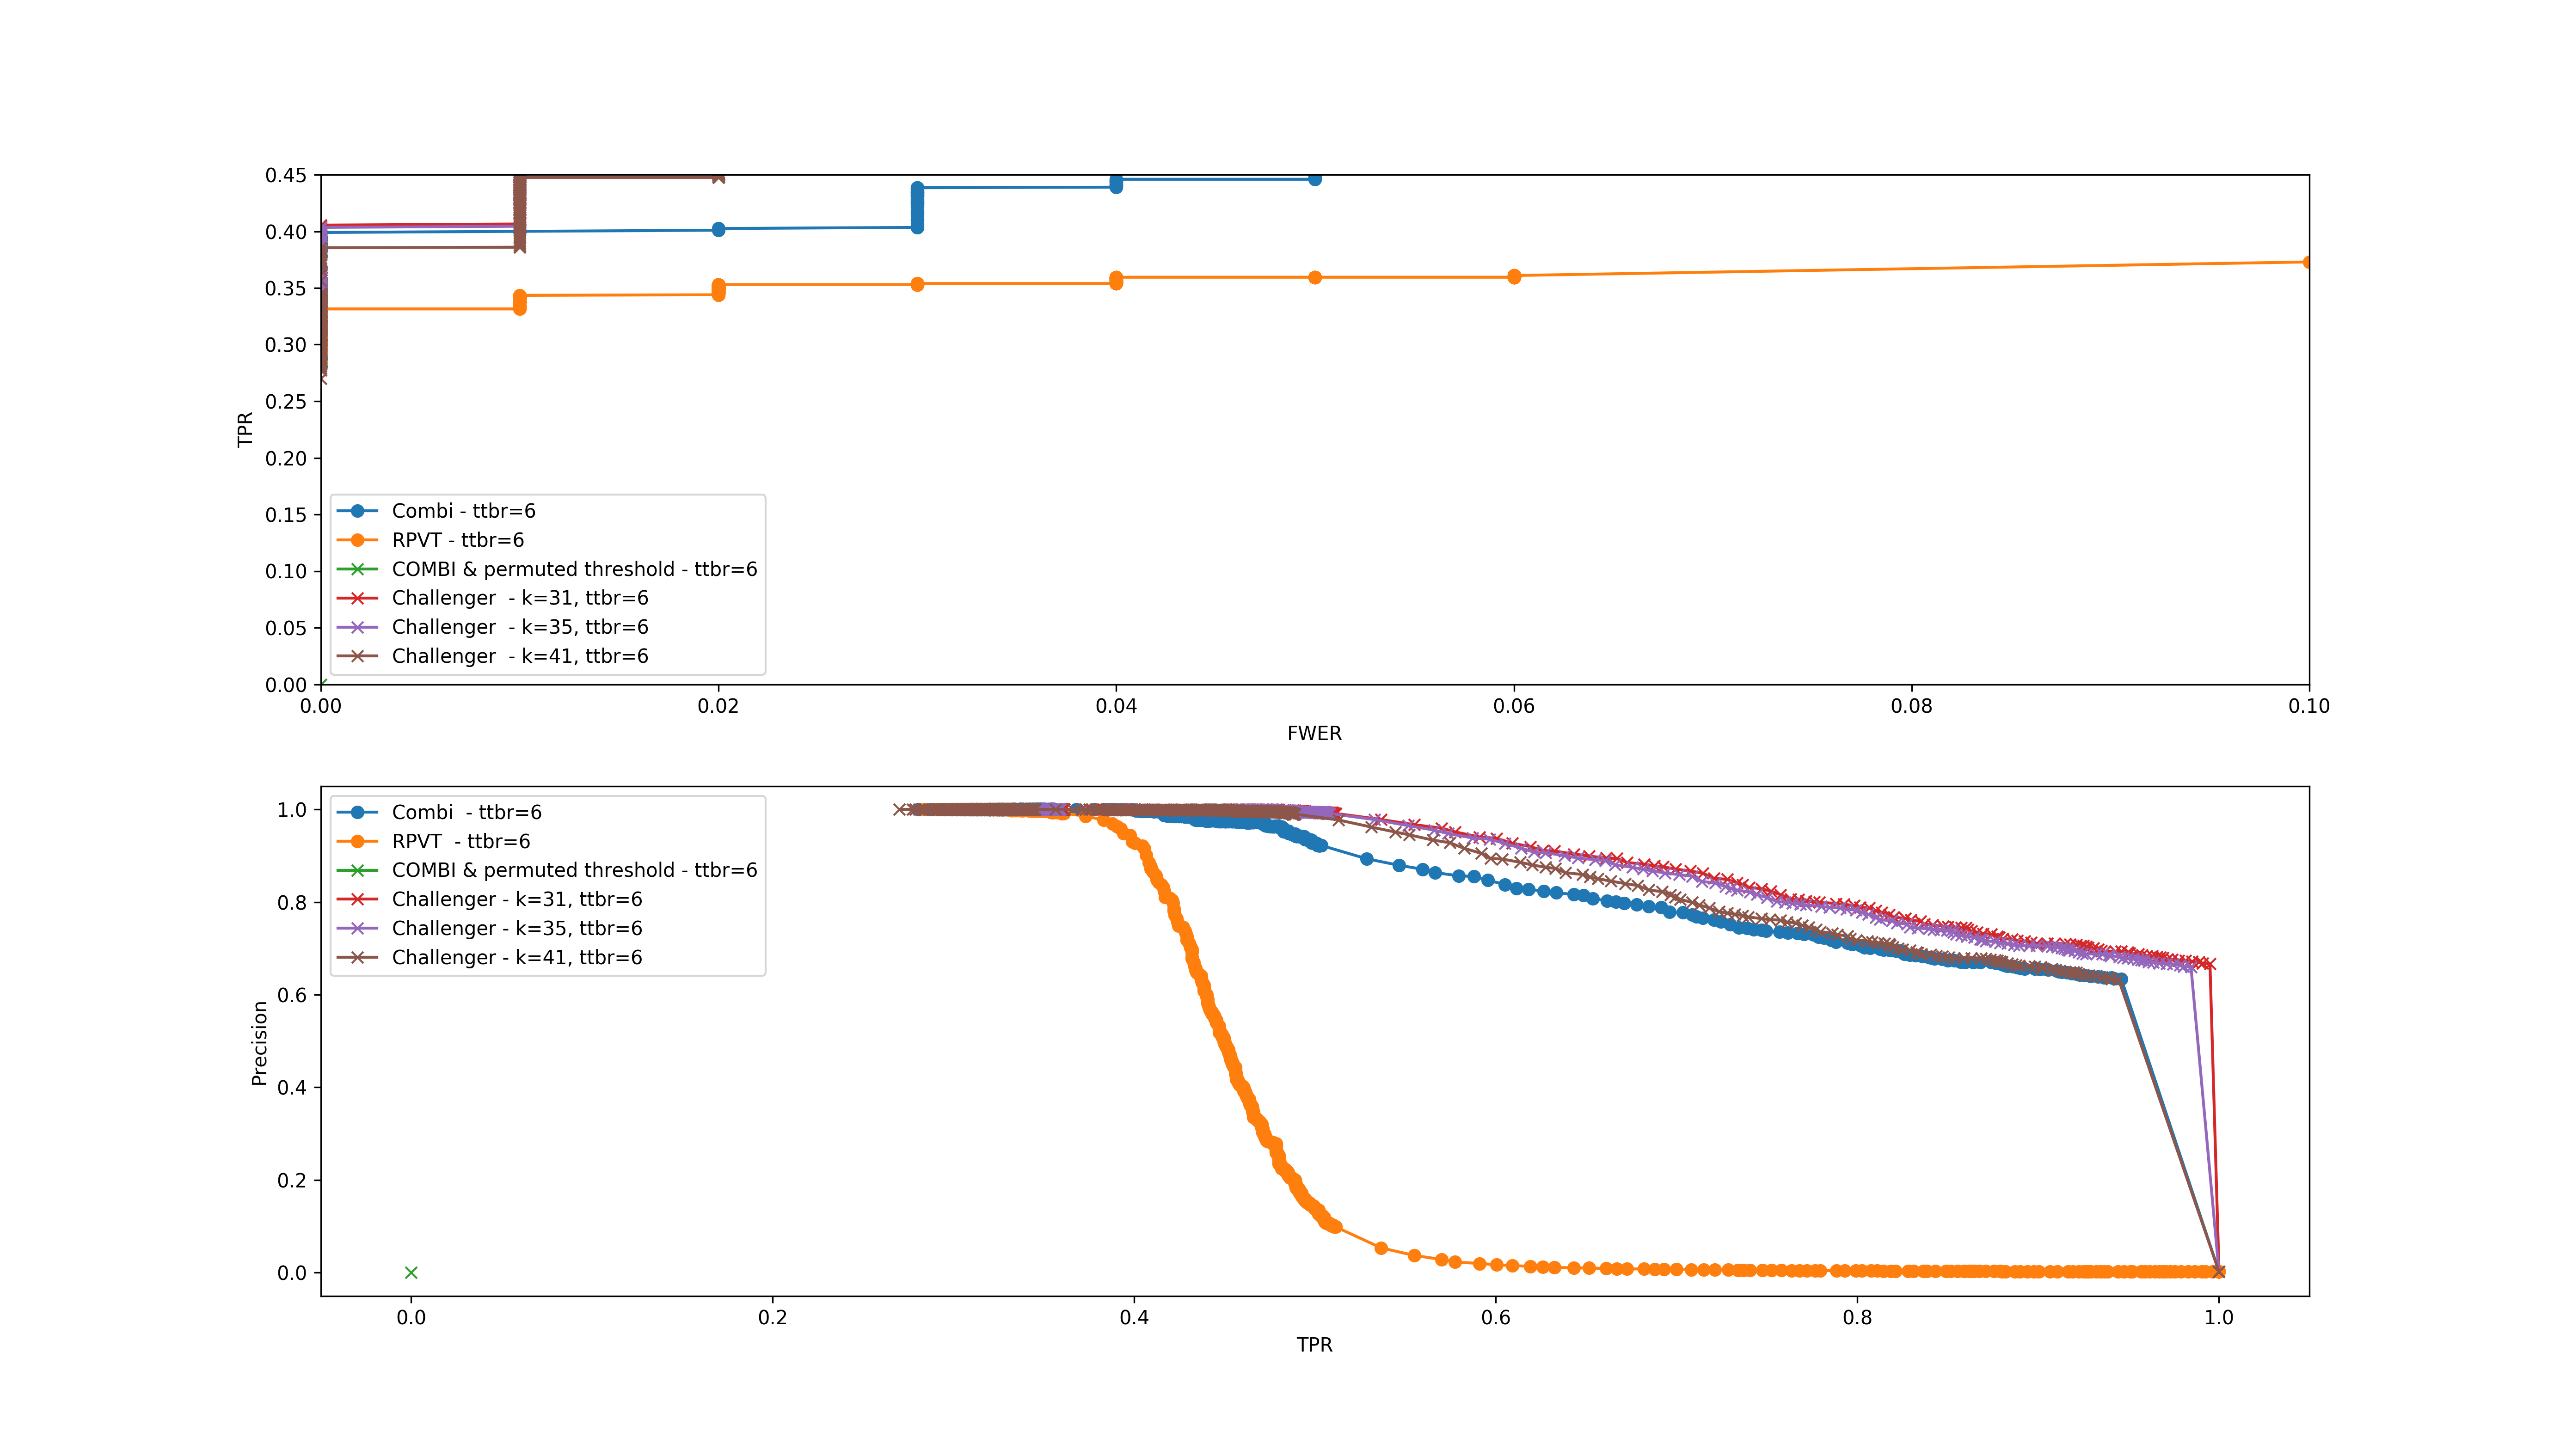 0.45
0.40
0.35
0.30
0.25
0.20
0.15
0.10
0.05
0.00
TPR
Combi - ttbr=6
RPVT - ttbr=6
COMBI & permuted threshold - ttbr=6
Challenger  - k=31, ttbr=6
Challenger  - k=35, ttbr=6
Challenger  - k=41, ttbr=6
0.00 0.02 0.04 0.06 0.08 0.10
FWER
1.0
0.8
0.6
0.4
0.2
0.0
Precision
Combi  - ttbr=6
RPVT  - ttbr=6
COMBI & permuted threshold - ttbr=6
Challenger - k=31, ttbr=6
Challenger - k=35, ttbr=6
Challenger - k=41, ttbr=6
0.0 0.2 0.4 0.6 0.8 1.0
TPR